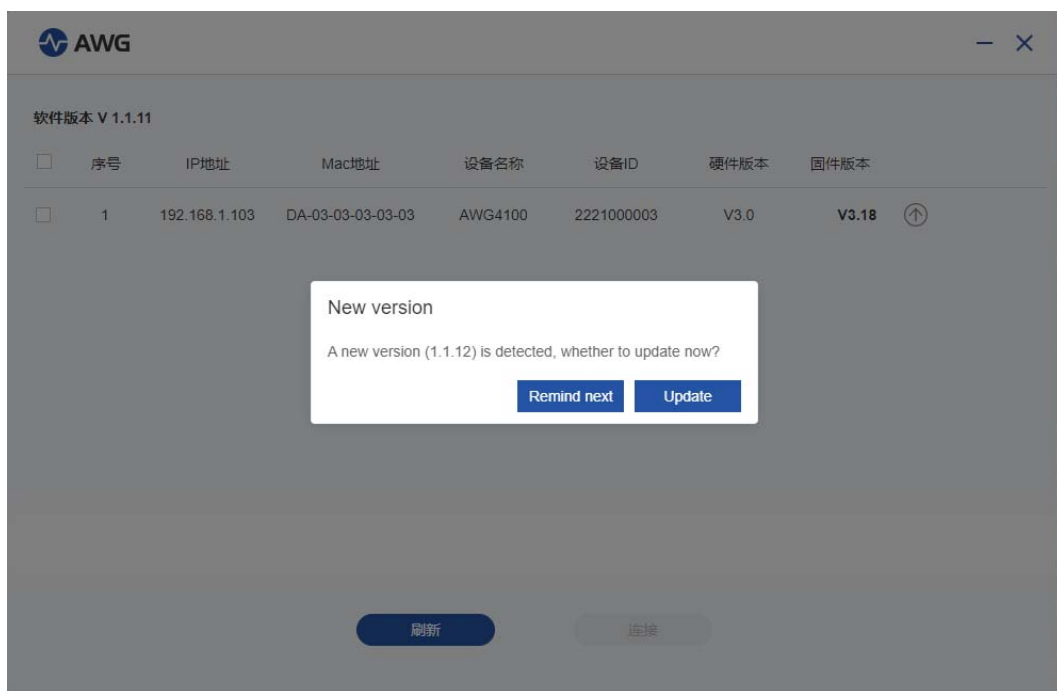 AWG
软件版本 V 1.1.11
序号 IP地址 Mac地址 设备名称 设备ID 硬件版本 固件版本
1 192.168.1.103 DA-03-03-03-03-03 AWG4100 2221000003 V3.0 V3.18
New version
A new version (1.1.12) is detected, whether to update now?
Remind next Update
刷新 连接